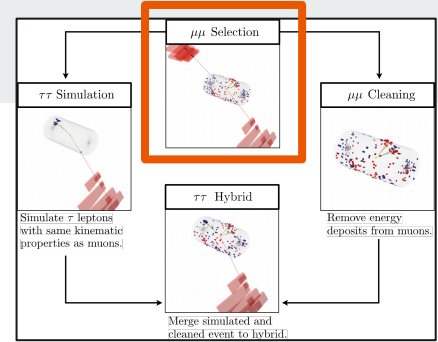 μμ Selection
ττ Simulation
μμ Cleaning
Simulate τ leptons
with same kinematic
properties as muons.
ττ Hybrid
Remove energy
deposits from muons.
Merge simulated and
cleaned event to hybrid.